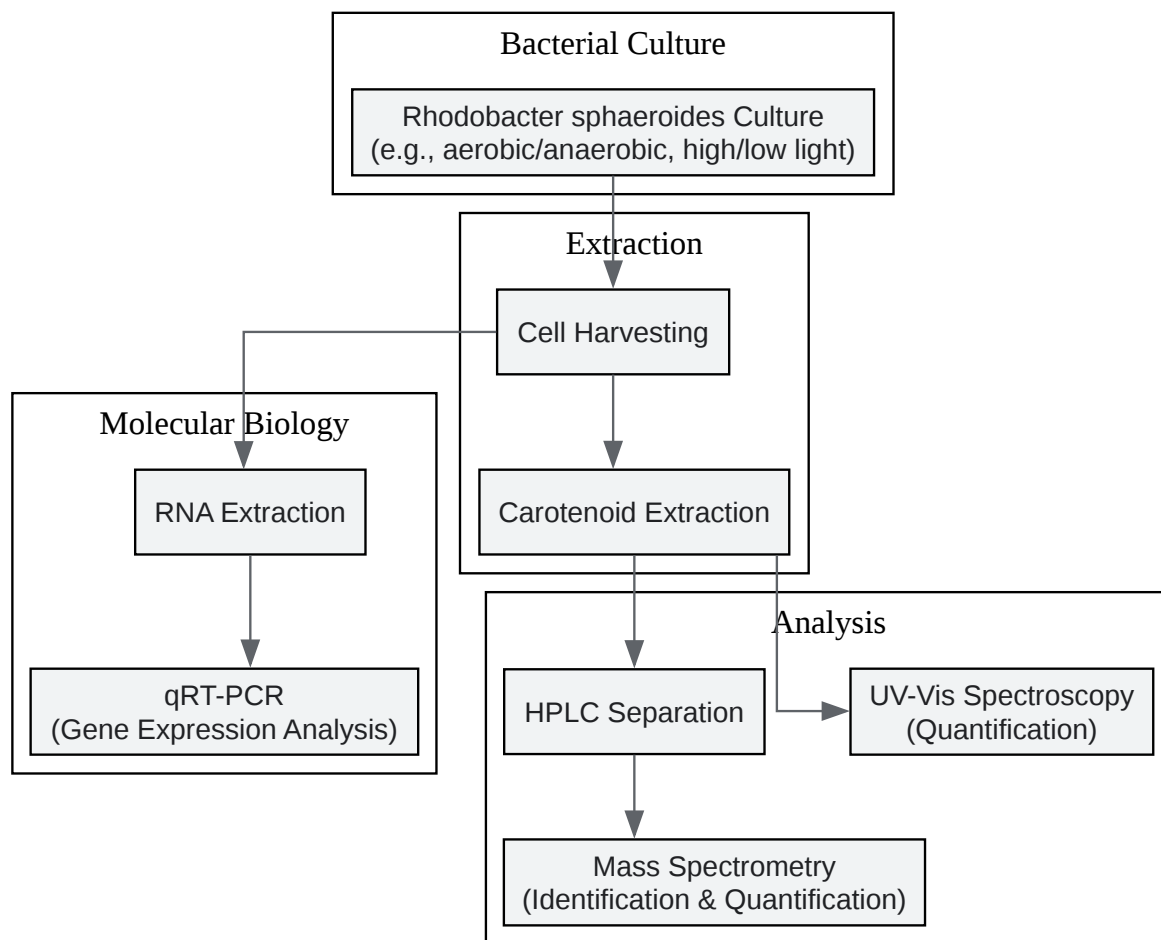 Bacterial Culture
Rhodobacter sphaeroides Culture
(e.g., aerobic/anaerobic, high/low light)
Extraction
Cell Harvesting
Molecular Biology
RNA Extraction
Carotenoid Extraction
qRT-PCR
(Gene Expression Analysis)
Analysis
HPLC Separation
UV-Vis Spectroscopy
(Quantification)
Mass Spectrometry
(Identification & Quantification)